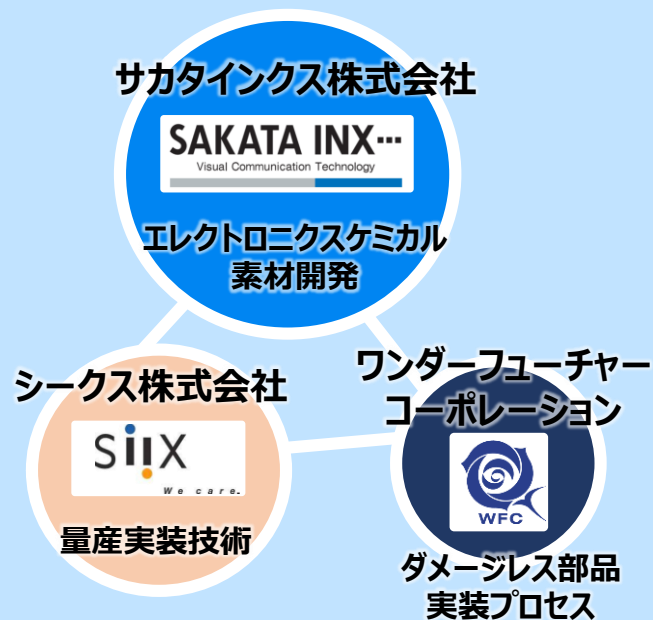 サカタインクス株式会社
SAKATA INX
Visual Communication Technology
エレクトロニクスケミカル
素材開発
シークス株式会社
SiiX
We care.
量産実装技術
ワンダーフューチャー
コーポレーション
WFC
ダメージレス部品
実装プロセス